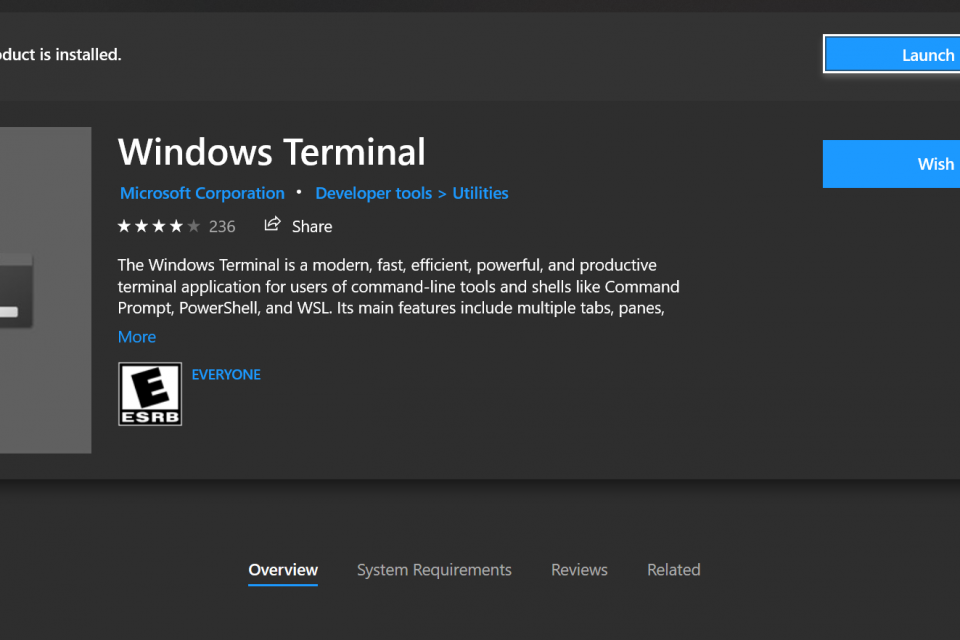 duct is installed.
Launch
Windows Terminal
Microsoft Corporation • Developer tools > Utilities
236 Share
Wish
The Windows Terminal is a modern, fast, efficient, powerful, and productive
terminal application for users of command-line tools and shells like Command
Prompt, PowerShell, and WSL. Its main features include multiple tabs, panes,
More
E EVERYONE
ESRB
Overview System Requirements Reviews Related